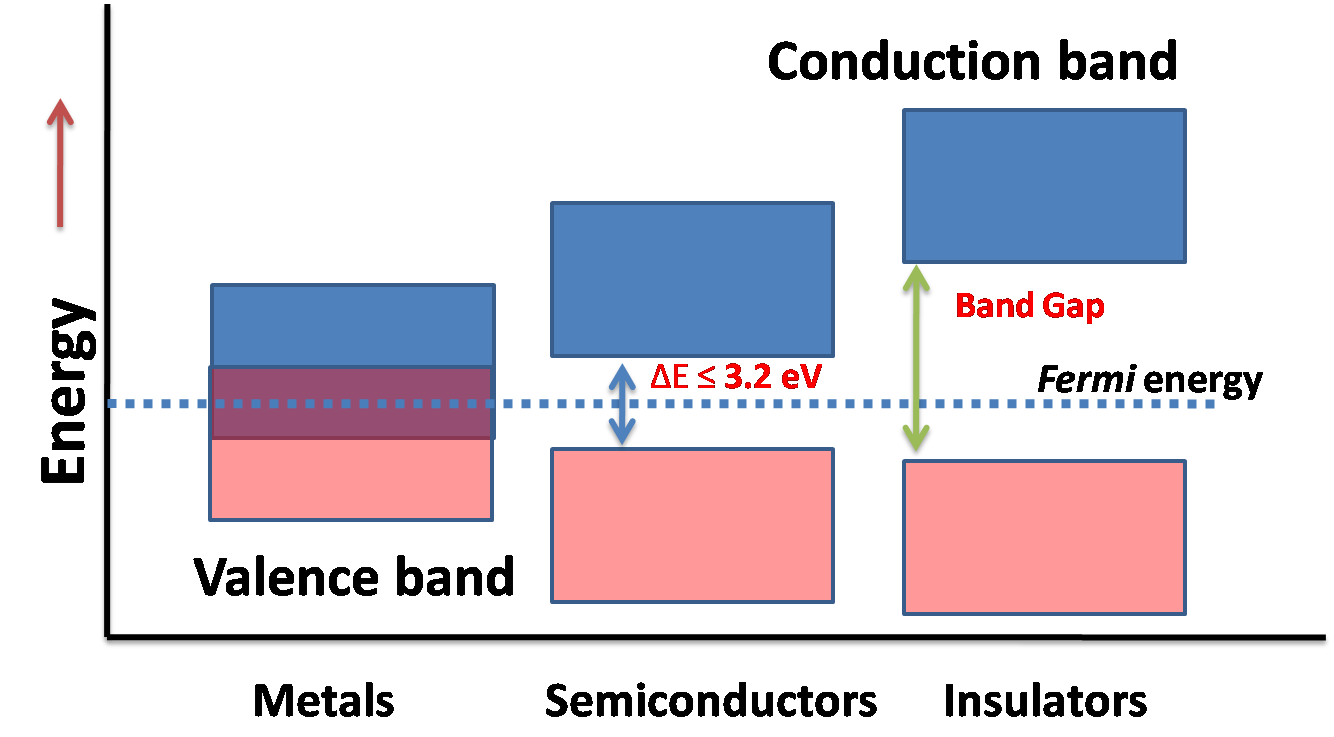 Conduction band
Band Gap
ΔE ≤ 3.2 eV
Fermi energy
Energy
Valence band
Metals
Semiconductors
Insulators